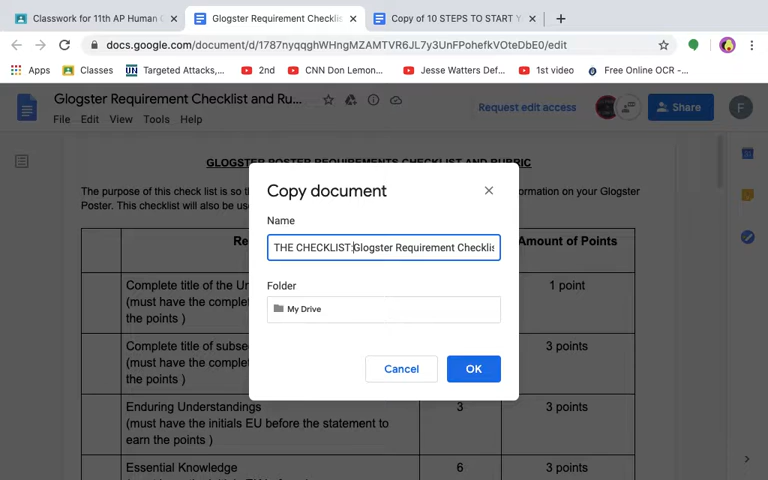 Classwork for 11th AP Human
Glogster Requirement Checklis
Copy of 10 STEPS TO START Y
docs.google.com/document/d/1787nyqqghWHngMZAMTVR6JL7y3UnFPohefkVOteDbE0/edit
Apps
Classes
Targeted Attacks,...
2nd
CNN Don Lemon...
Jesse Watters Def...
1st video
Free Online OCR -...
Glogster Requirement Checklist and Ru...
Request edit access
Share
F
File Edit View Tools Help
GLOGSTER POSTER REQUIREMENTS CHECKLIST AND RUBRIC
The purpose of this check list is so th
ormation on your Glogster
Poster. This checklist will also be use
Re
Amount of Points
Complete title of the Un
(must have the complet
the points )
1 point
Complete title of subse
(must have the complet
the points )
3 points
Enduring Understandings
(must have the initials EU before the statement to
earn the points )
3
3 points
Essential Knowledge
6
3 points
Copy document
Name
THE CHECKLIST:Glogster Requirement Checklis
Folder
My Drive
Cancel
OK